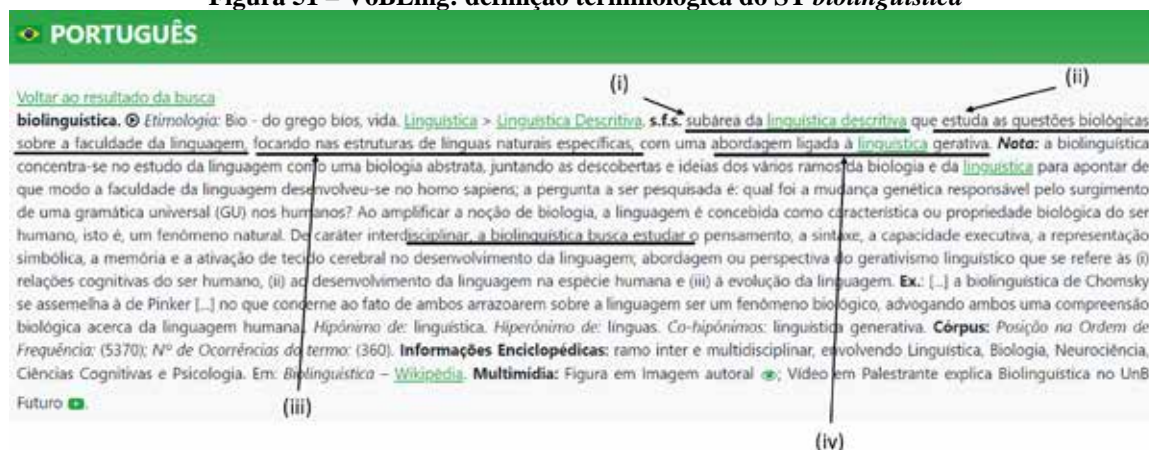 Figura 51 – VoBLing: definição terminológica do ST biolinguística
PORTUGUÊS
(i)
(ii)
Voltar ao resultado da busca
biolinguística. Etimologia: Bio - do grego bios, vida. Linguística > Linguística Descritiva. s.f.s. subárea da linguística descritiva que estuda as questões biológicas
sobre a faculdade da linguagem, focando nas estruturas de línguas naturais específicas, com uma abordagem ligada à linguística gerativa. Nota: a biolinguística
concentra-se no estudo da linguagem como uma biologia abstrata, juntando as descobertas e ideias dos vários ramos da biologia e da linguística para apontar de
que modo a faculdade da linguagem desenvolveu-se no homo sapiens; a pergunta a ser pesquisada é: qual foi a mudança genética responsável pelo surgimento
de uma gramática universal (GU) nos humanos? Ao amplificar a noção de biologia, a linguagem é concebida como característica ou propriedade biológica do ser
humano, isto é, um fenômeno natural. De caráter interdisciplinar, a biolinguística busca estudar o pensamento, a sintaxe, a capacidade executiva, a representação
simbólica, a memória e a ativação de tecido cerebral no desenvolvimento da linguagem; abordagem ou perspectiva do gerativismo linguístico que se refere às (i)
relações cognitivas do ser humano, (ii) ao desenvolvimento da linguagem na espécie humana e (iii) à evolução da linguagem. Ex.: [...] a biolinguística de Chomsky
se assemelha à de Pinker [...] no que concerne ao fato de ambos arrazoarem sobre a linguagem ser um fenômeno biológico, advogando ambos uma compreensão
biológica acerca da linguagem humana. Hipônimo de: linguística. Hiperônimo de: línguas. Co-hipônimos: linguística generativa. Córpus: Posição na Ordem de
Frequência: (5370); Nº de Ocorrências do termo: (360). Informações Enciclopédicas: ramo inter e multidisciplinar, envolvendo Linguística, Biologia, Neurociência,
Ciências Cognitivas e Psicologia. Em: Biolinguística – Wikipédia. Multimídia: Figura em Imagem autoral ; Vídeo em Palestrante explica Biolinguística no UnB
Futuro
(iii)
(iv)